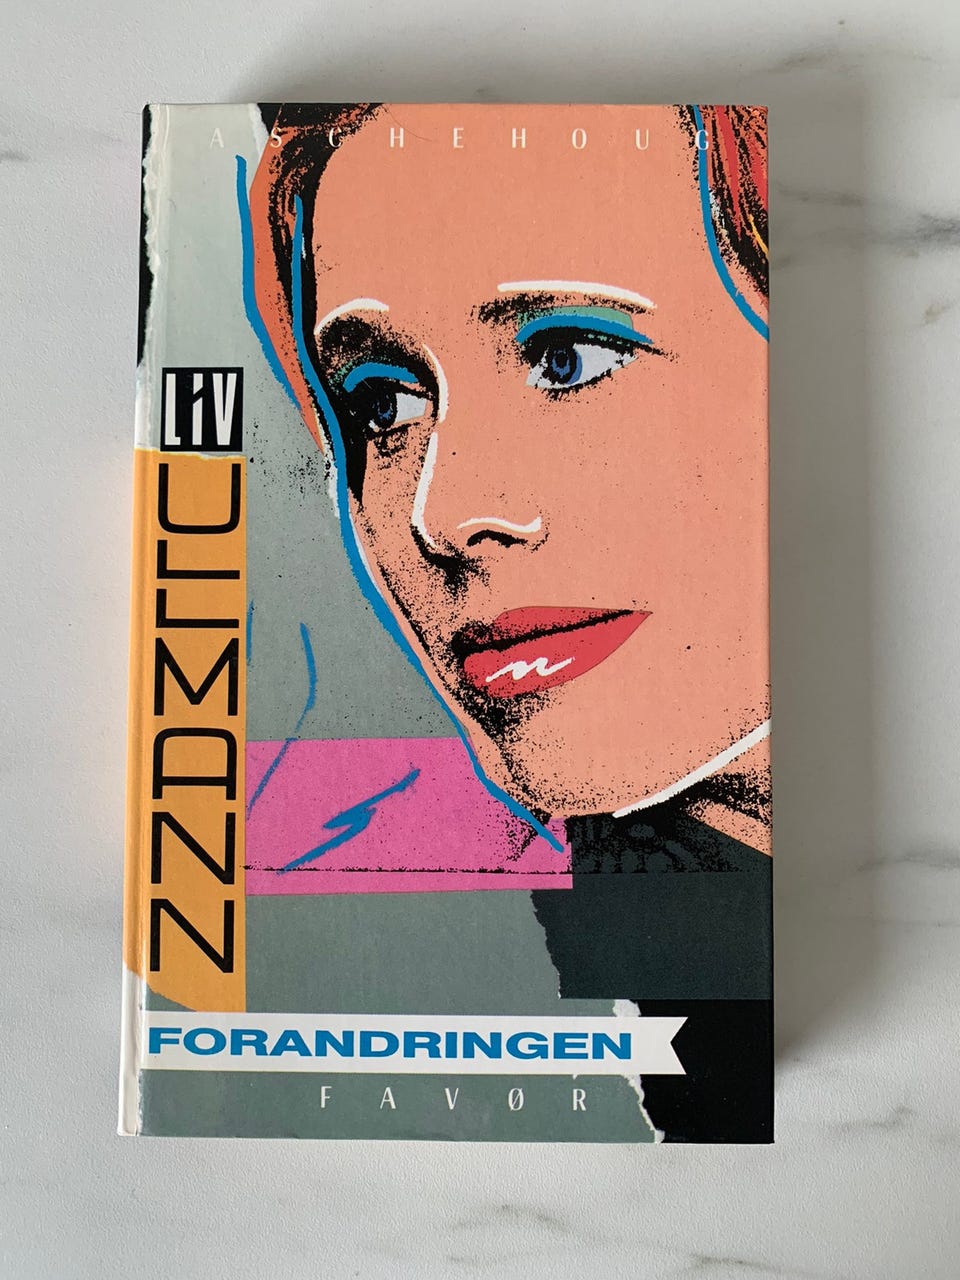 ASCHEHOUG
LIV
ULLMANN
FORANDRINGEN
FAVØR